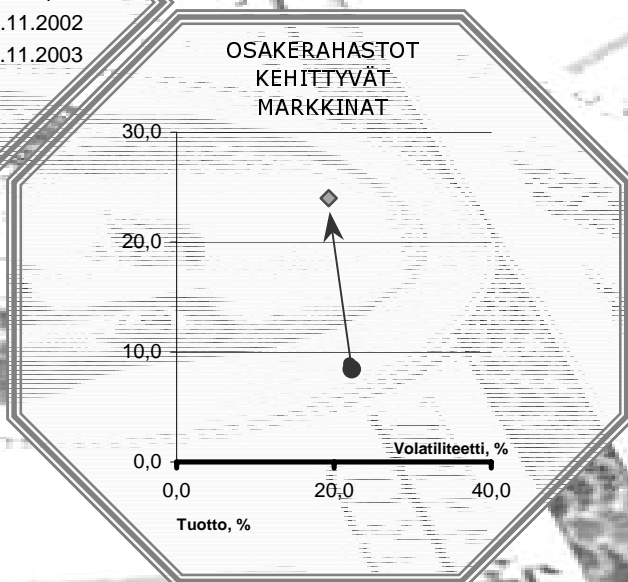 .11.2002
.11.2003
OSAKERAHASTOT
KEHITTYVÄT
MARKKINAT
30,0
20,0
10,0
0,0
Volatiliteetti, %
0,0 20,0 40,0
Tuotto, %